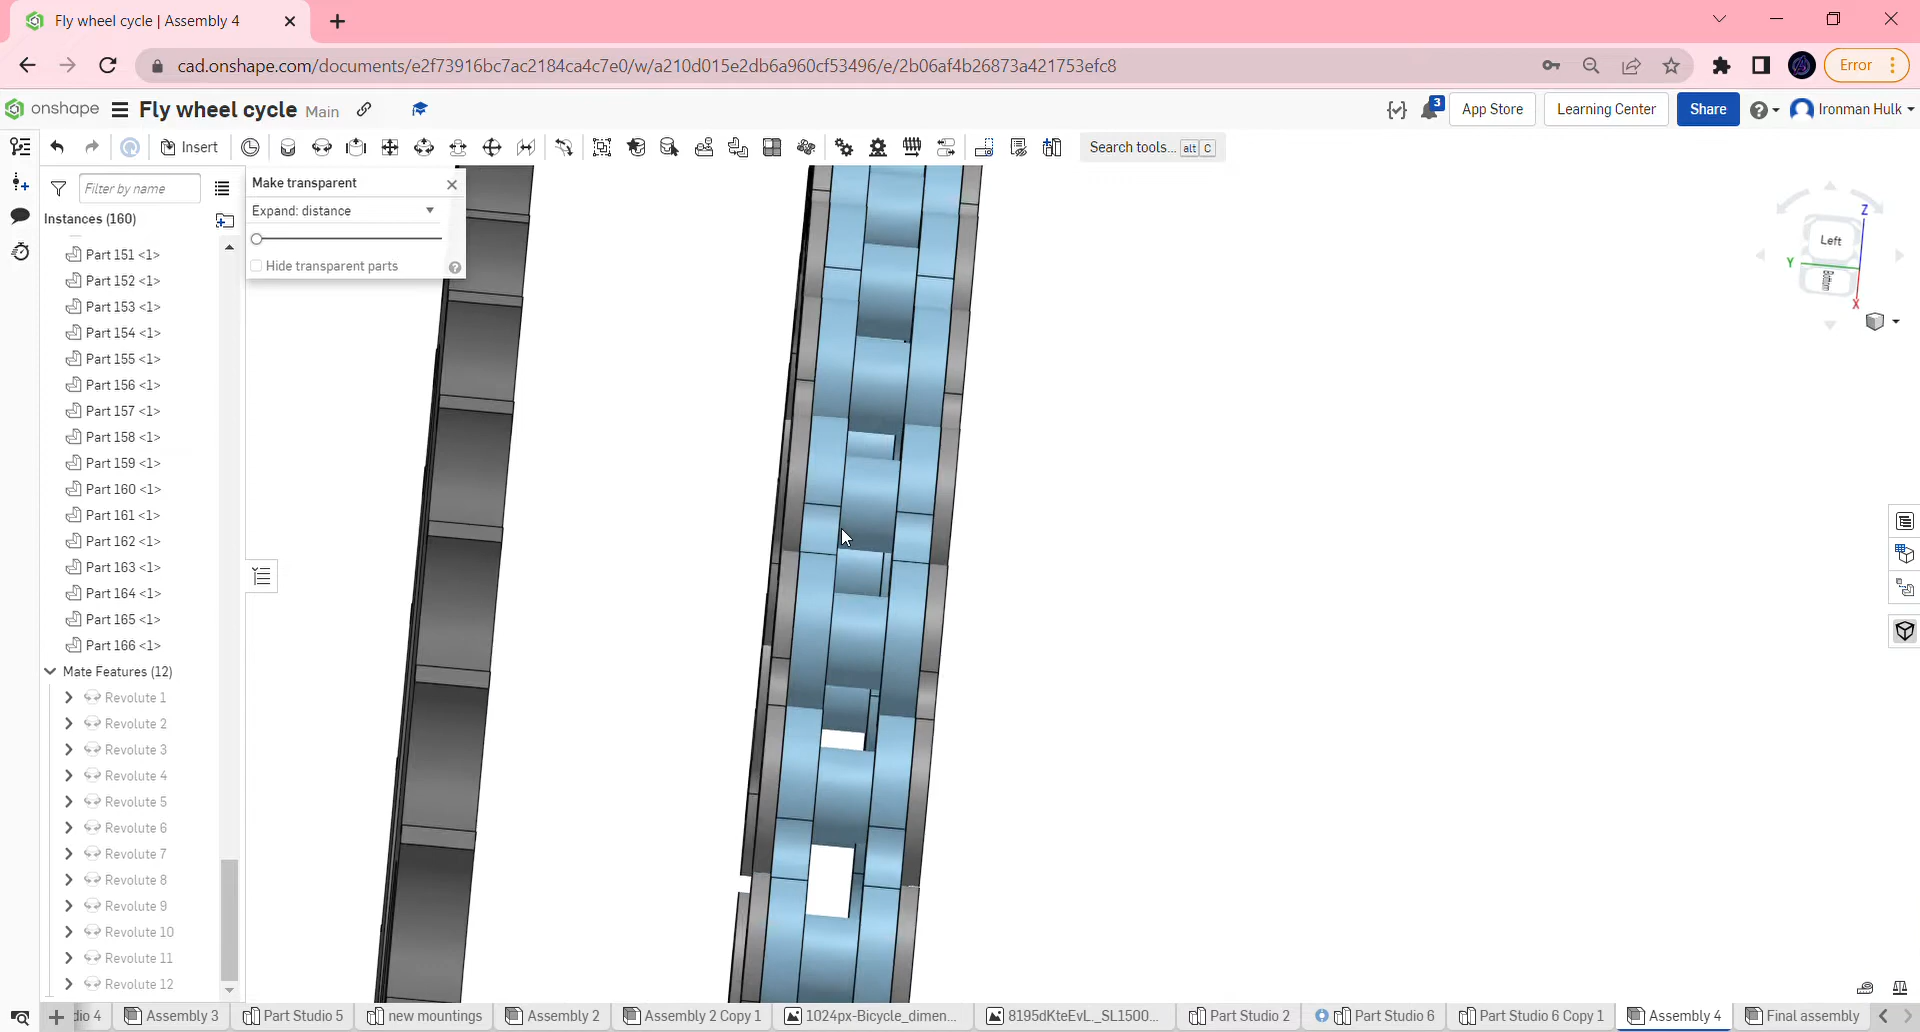 Fly wheel cycle | Assembly 4
cad.onshape.com/documents/e2f73916bc7ac2184ca4c7e0/w/a210d015e2db6a960cf53496/e/2b06af4b26873a421753efc8
Error
onshape
Fly wheel cycle
Main
3
App Store
Learning Center
Share
Ironman Hulk
Insert
Search tools...
alt
C
Filter by name
Make transparent
Expand: distance
Hide transparent parts
Instances (160)
Part 151 <1>
Part 152 <1>
Part 153 <1>
Part 154 <1>
Part 155 <1>
Part 156 <1>
Part 157 <1>
Part 158 <1>
Part 159 <1>
Part 160 <1>
Part 161 <1>
Part 162 <1>
Part 163 <1>
Part 164 <1>
Part 165 <1>
Part 166 <1>
Mate Features (12)
Revolute 1
Revolute 2
Revolute 3
Revolute 4
Revolute 5
Revolute 6
Revolute 7
Revolute 8
Revolute 9
Revolute 10
Revolute 11
Revolute 12
Z
Left
Y
Bottom
X
dio 4
Assembly 3
Part Studio 5
new mountings
Assembly 2
Assembly 2 Copy 1
1024px-Bicycle_dimen...
8195dKteEvL._SL1500...
Part Studio 2
Part Studio 6
Part Studio 6 Copy 1
Assembly 4
Final assembly